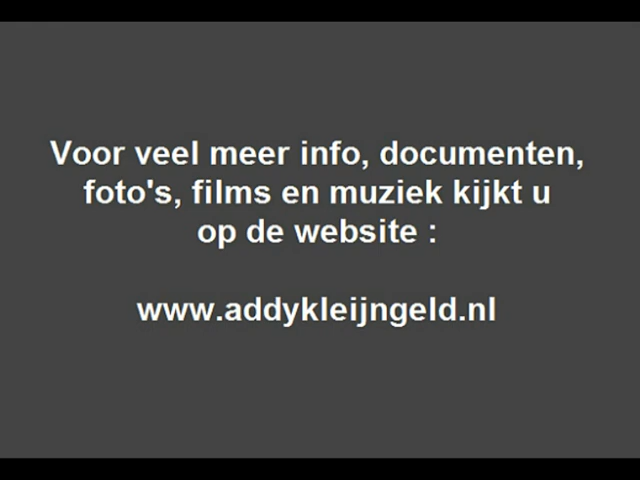 Voor veel meer info, documenten,
foto's, films en muziek kijkt u
op de website :
www.addykleijngeld.nl